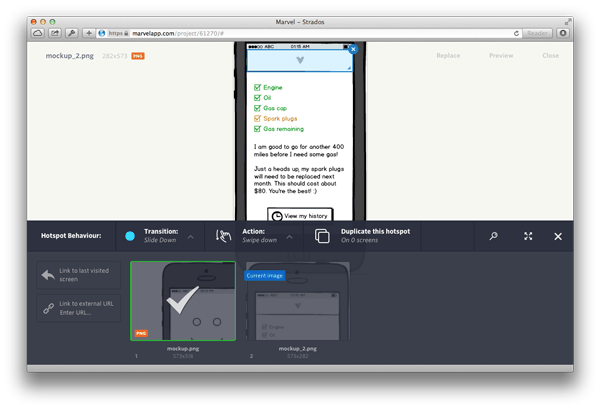 Marvel – Strados
https
marvelapp.com/project/61270/#
Reader
mockup_2.png
282x573
PNG
ABC
01:15 AM
Replace
Preview
Close
Engine
Oil
Gas cap
Spark plugs
Gas remaining
I am good to go for another 400
miles before I need some gas!
Just a heads up, my spark plugs
will need to be replaced next
month. This should cost about
$80. You're the best! :)
View my history
Hotspot Behaviour:
Transition:
Slide Down
Action:
Swipe down
Duplicate this hotspot
On 0 screens
Link to last visited
screen
Link to external URL
Enter URL...
PNG
mockup.png
1
Current image
Engine
Oil
mockup_2.png
2
573x282